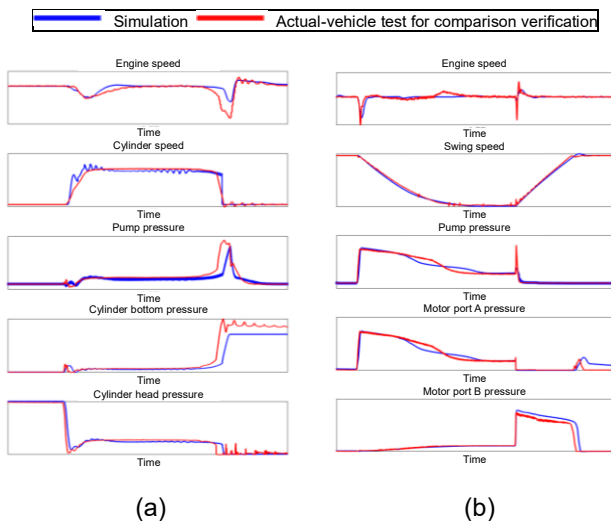 Simulation
Actual-vehicle test for comparison verification
Engine speed
Time
Cylinder speed
Time
Pump pressure
Time
Cylinder bottom pressure
Time
Cylinder head pressure
Time
(a)
Engine speed
Time
Swing speed
Time
Pump pressure
Time
Motor port A pressure
Time
Motor port B pressure
Time
(b)